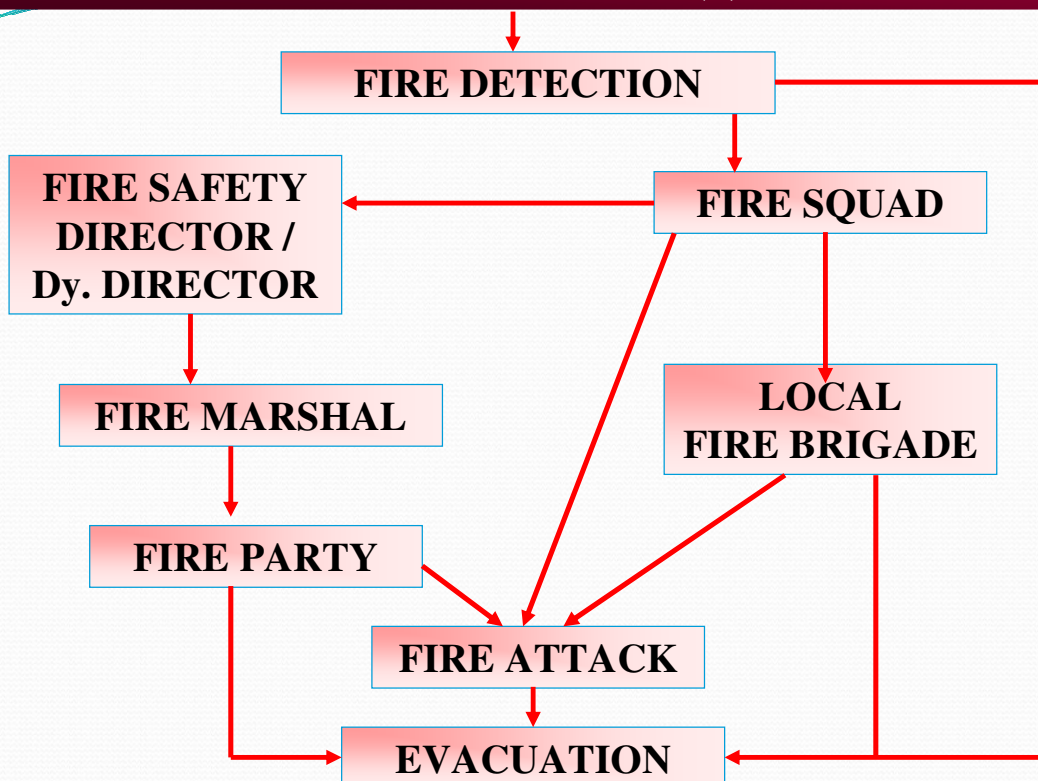 FIRE DETECTION
FIRE SAFETY
DIRECTOR /
Dy. DIRECTOR
FIRE SQUAD
FIRE MARSHAL
LOCAL
FIRE BRIGADE
FIRE PARTY
FIRE ATTACK
EVACUATION